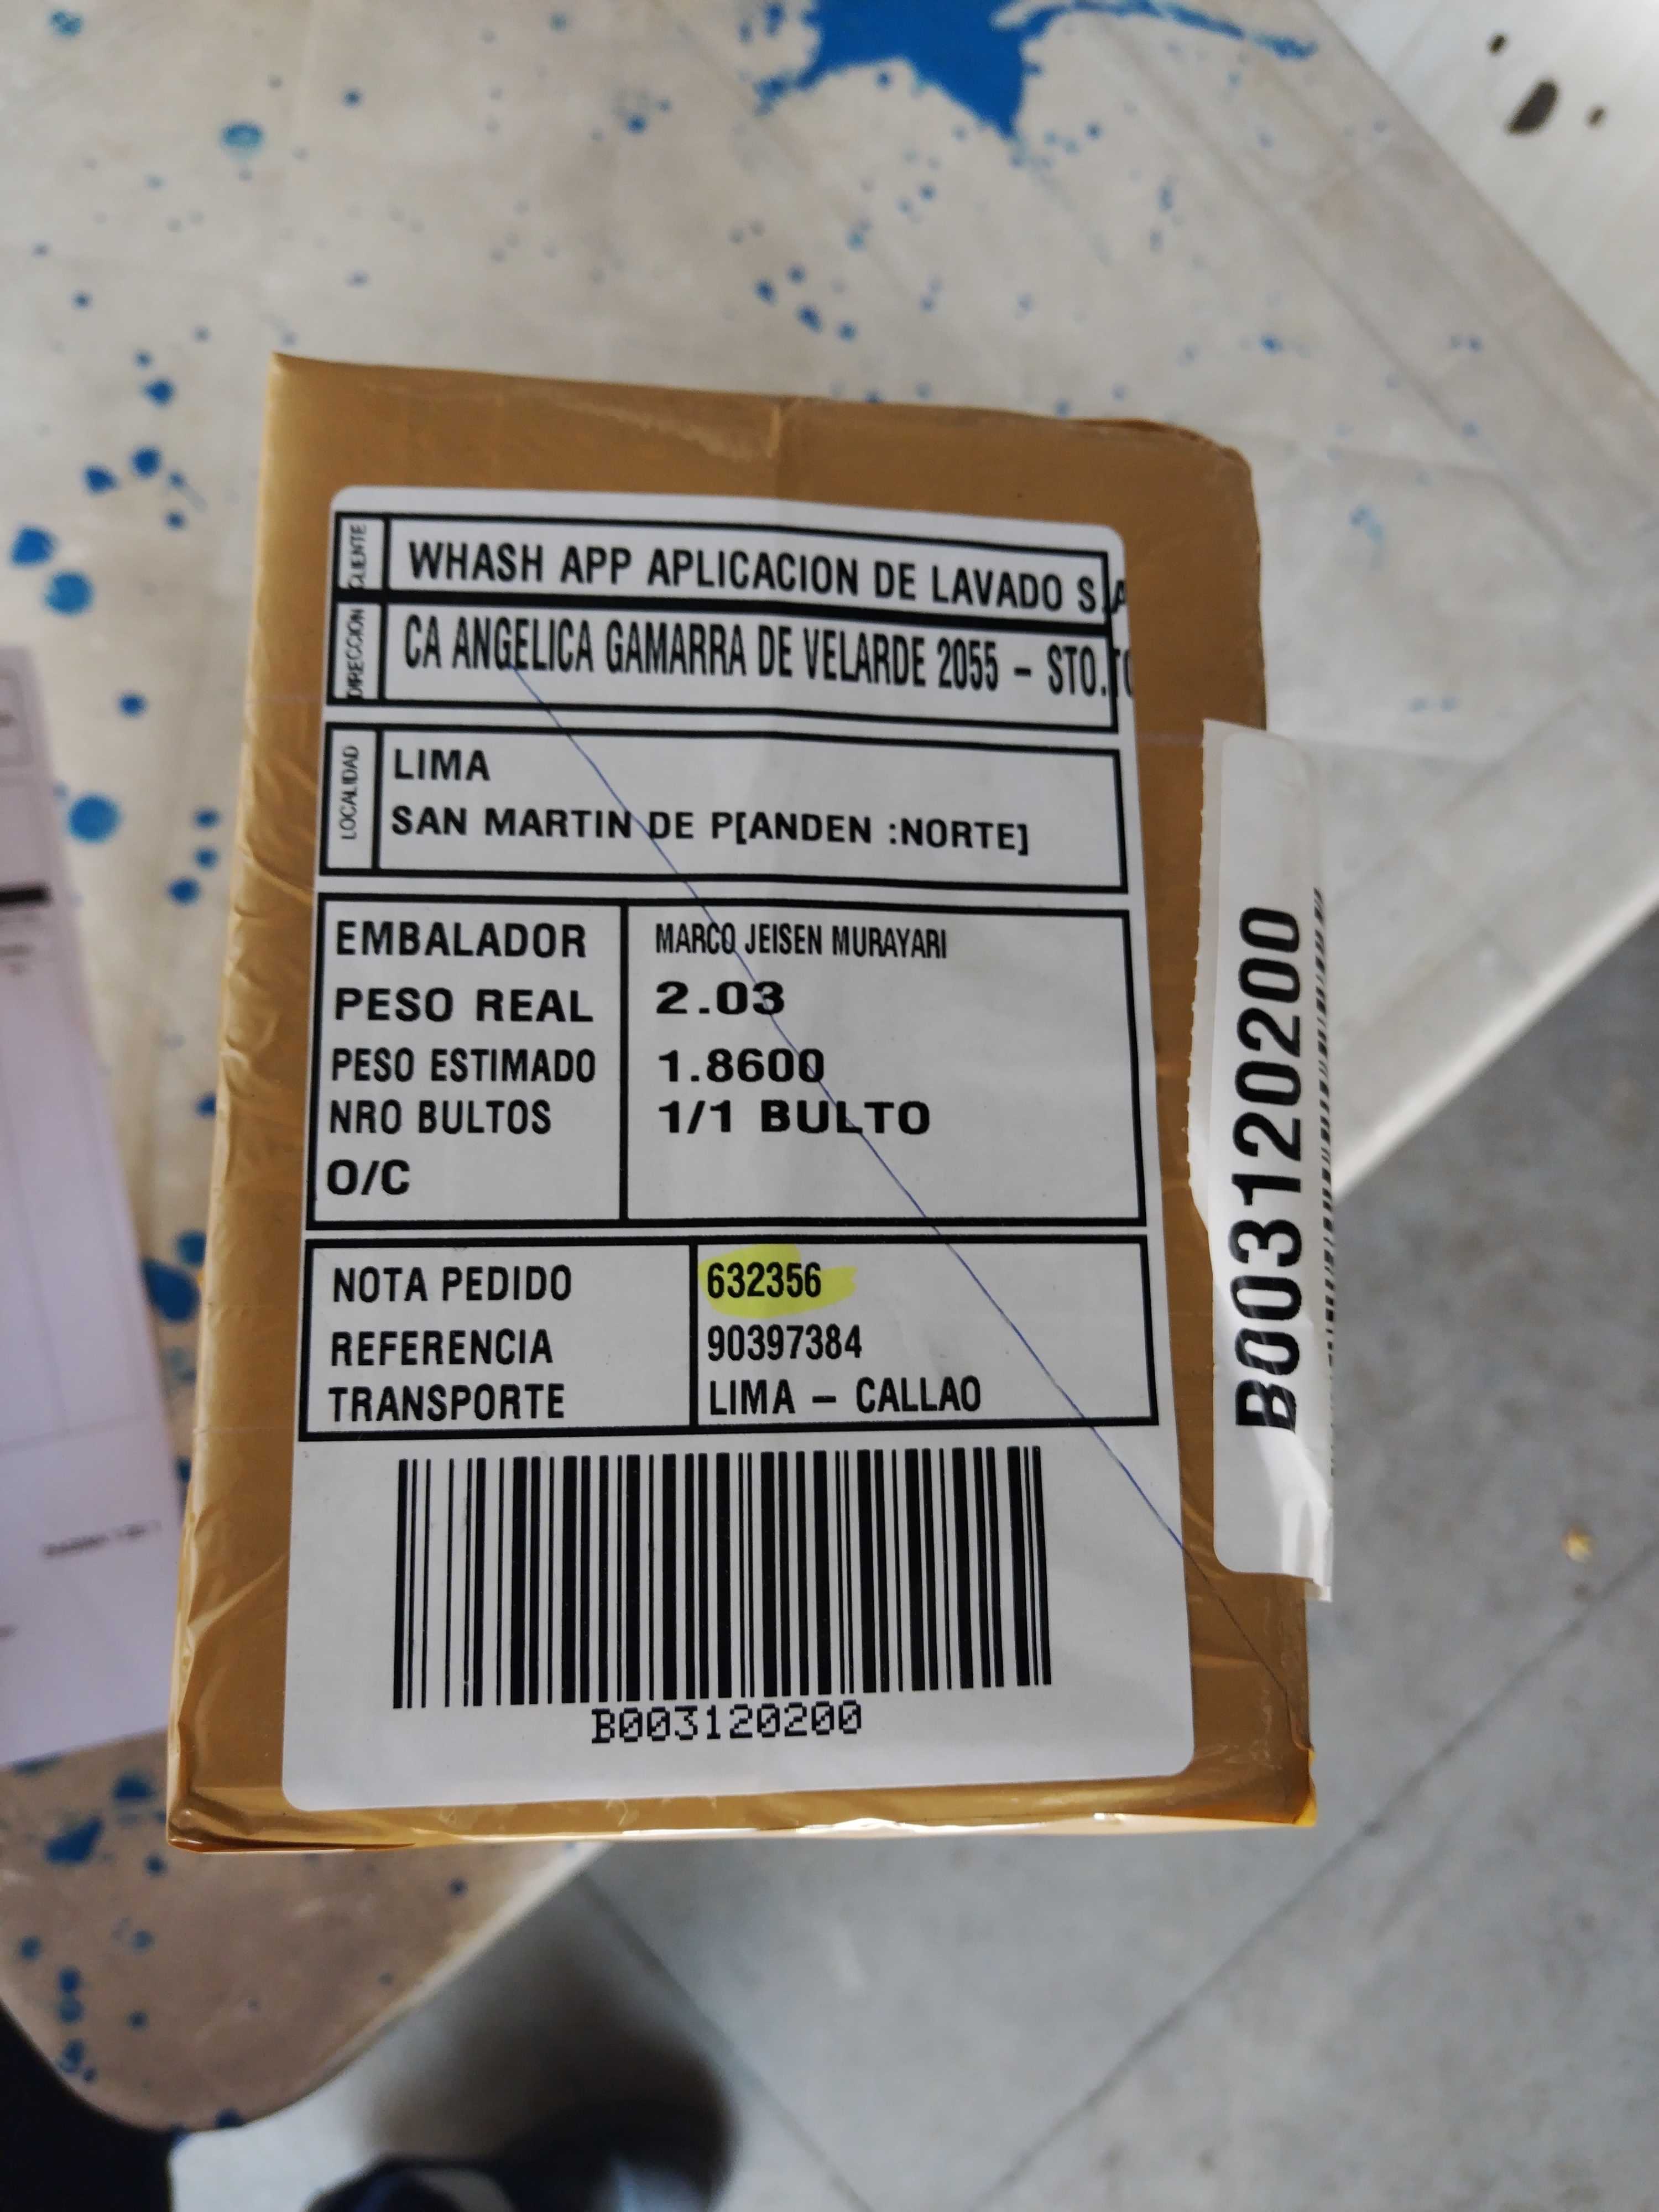 CLIENTE
WHASH APP APLICACION DE LAVADO S.A
DIRECCION
CA ANGELICA GAMARRA DE VELARDE 2055 - STO.TO
LOCALIDAD
LIMA
SAN MARTIN DE P[ANDEN :NORTE]
EMBALADOR MARCO JEISEN MURAYARI
PESO REAL 2.03
PESO ESTIMADO 1.8600
NRO BULTOS 1/1 BULTO
O/C
NOTA PEDIDO 632356
REFERENCIA 90397384
TRANSPORTE LIMA - CALLAO
B003120200
B003120200